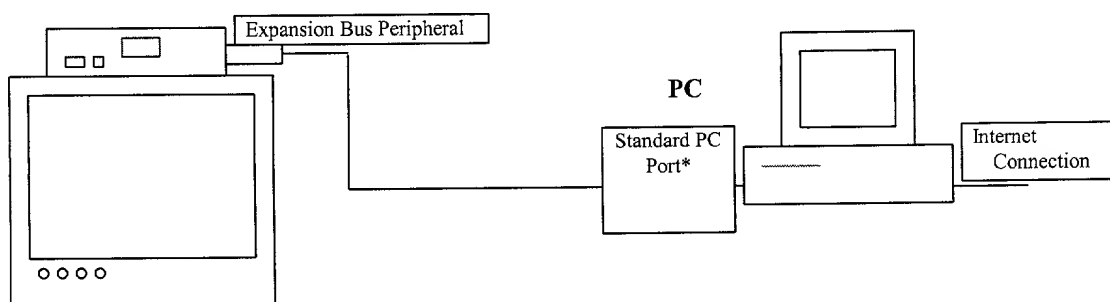 Expansion Bus Peripheral
PC
Standard PC
Port*
Internet
Connection